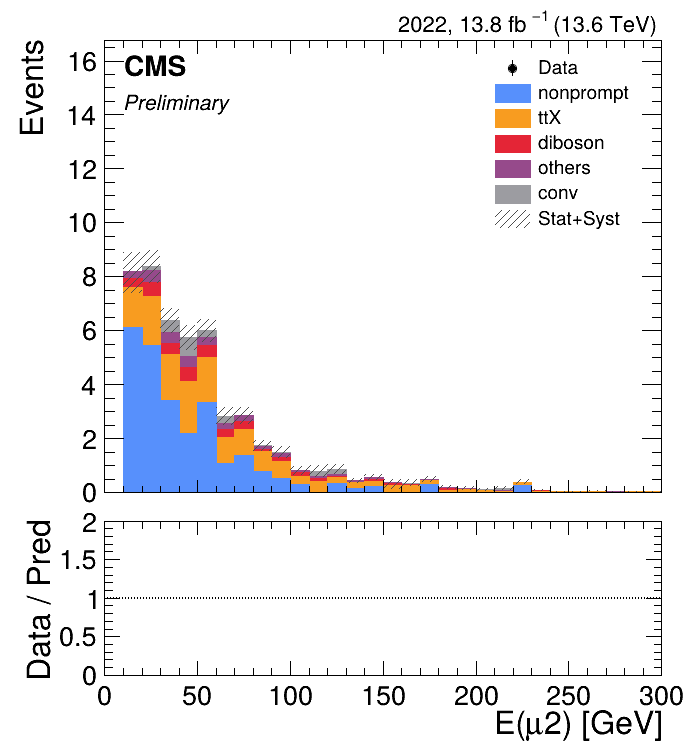 2022, 13.8 fb⁻¹ (13.6 TeV)
CMS
Preliminary
Events
16
14
12
10
8
6
4
2
0
Data
nonprompt
ttX
diboson
others
conv
Stat+Syst
Data / Pred
2
1.5
1
0.5
0
0 50 100 150 200 250 300
E(μ2) [GeV]